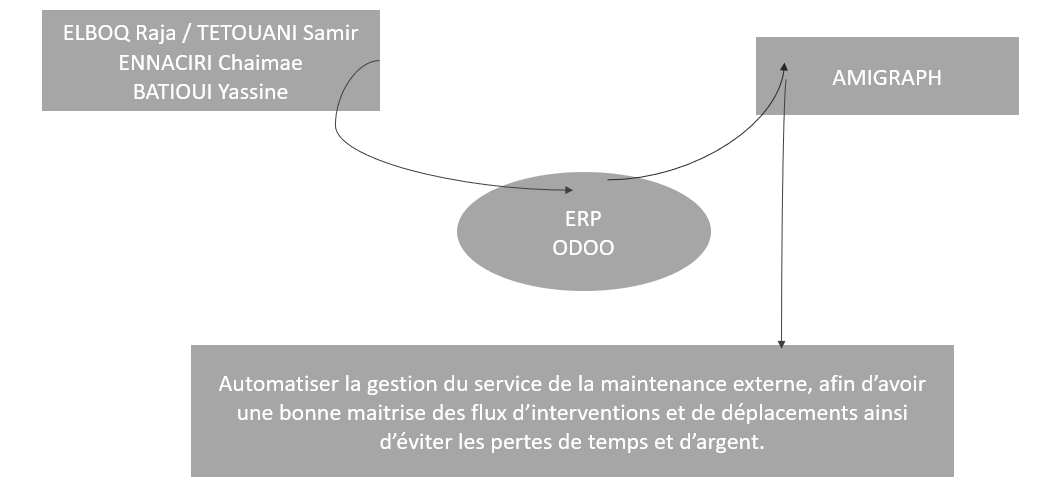 ELBOQ Raja / TETOUANI Samir
ENNACIRI Chaimae
BATIOUI Yassine
AMIGRAPH
ERP
ODOO
Automatiser la gestion du service de la maintenance externe, afin d’avoir
une bonne maitrise des flux d’interventions et de déplacements ainsi
d’éviter les pertes de temps et d’argent.